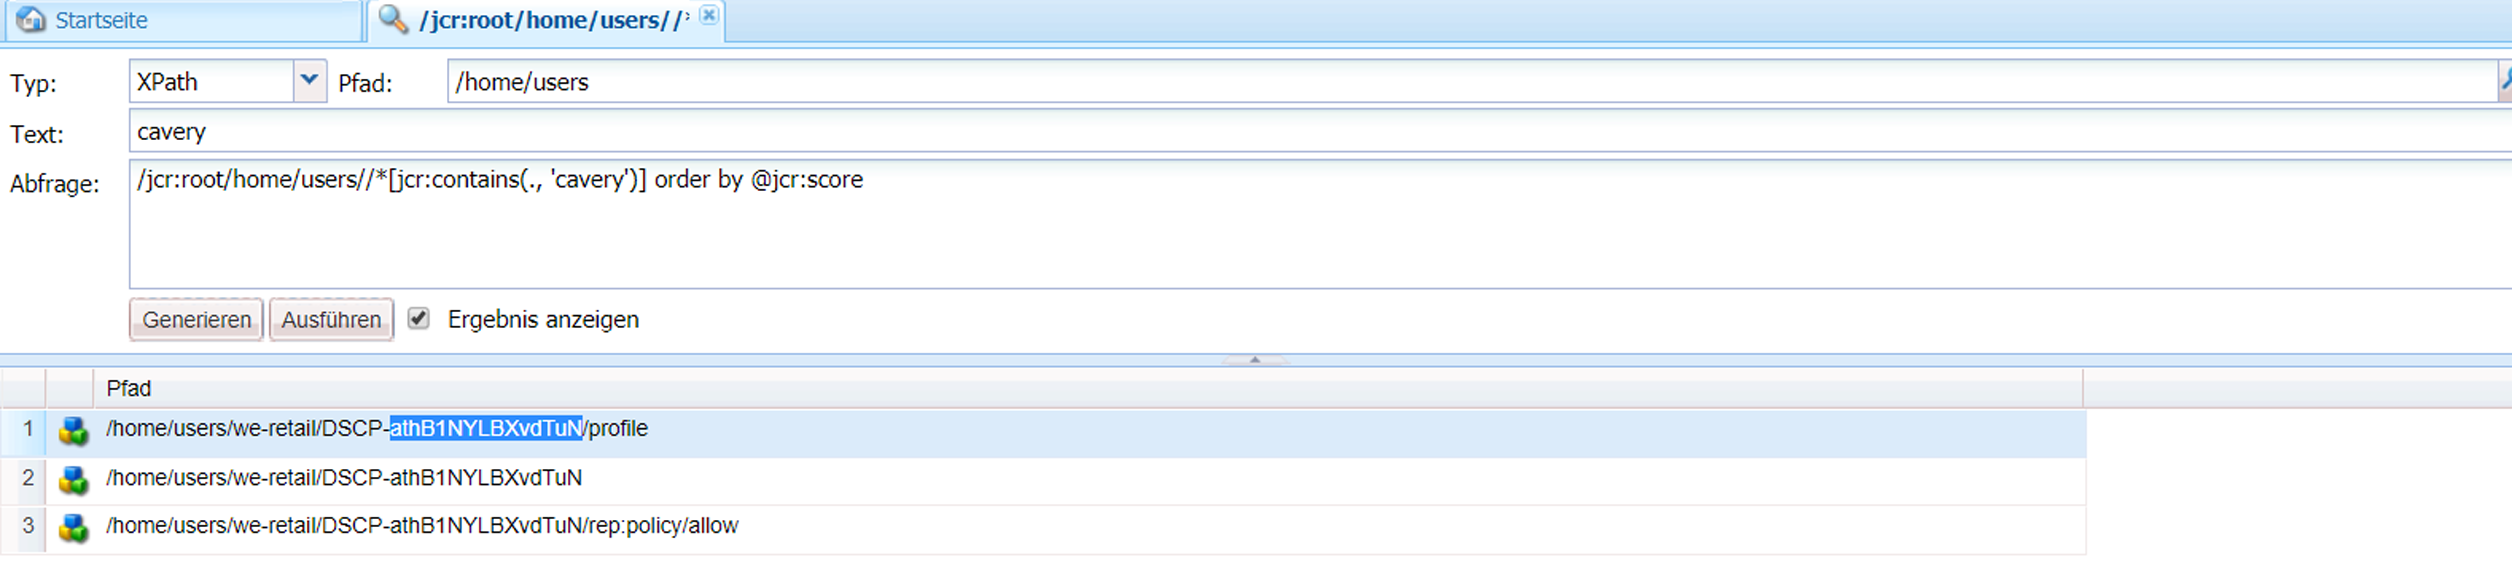 Startseite /jcr:root/home/users//*
Typ: XPath Pfad: /home/users
Text: cavery
Abfrage: /jcr:root/home/users//*[jcr:contains(., 'cavery')] order by @jcr:score
Generieren Ausführen Ergebnis anzeigen
Pfad
1 /home/users/we-retail/DSCP-athB1NYLBXvdTuN/profile
2 /home/users/we-retail/DSCP-athB1NYLBXvdTuN
3 /home/users/we-retail/DSCP-athB1NYLBXvdTuN/rep:policy/allow